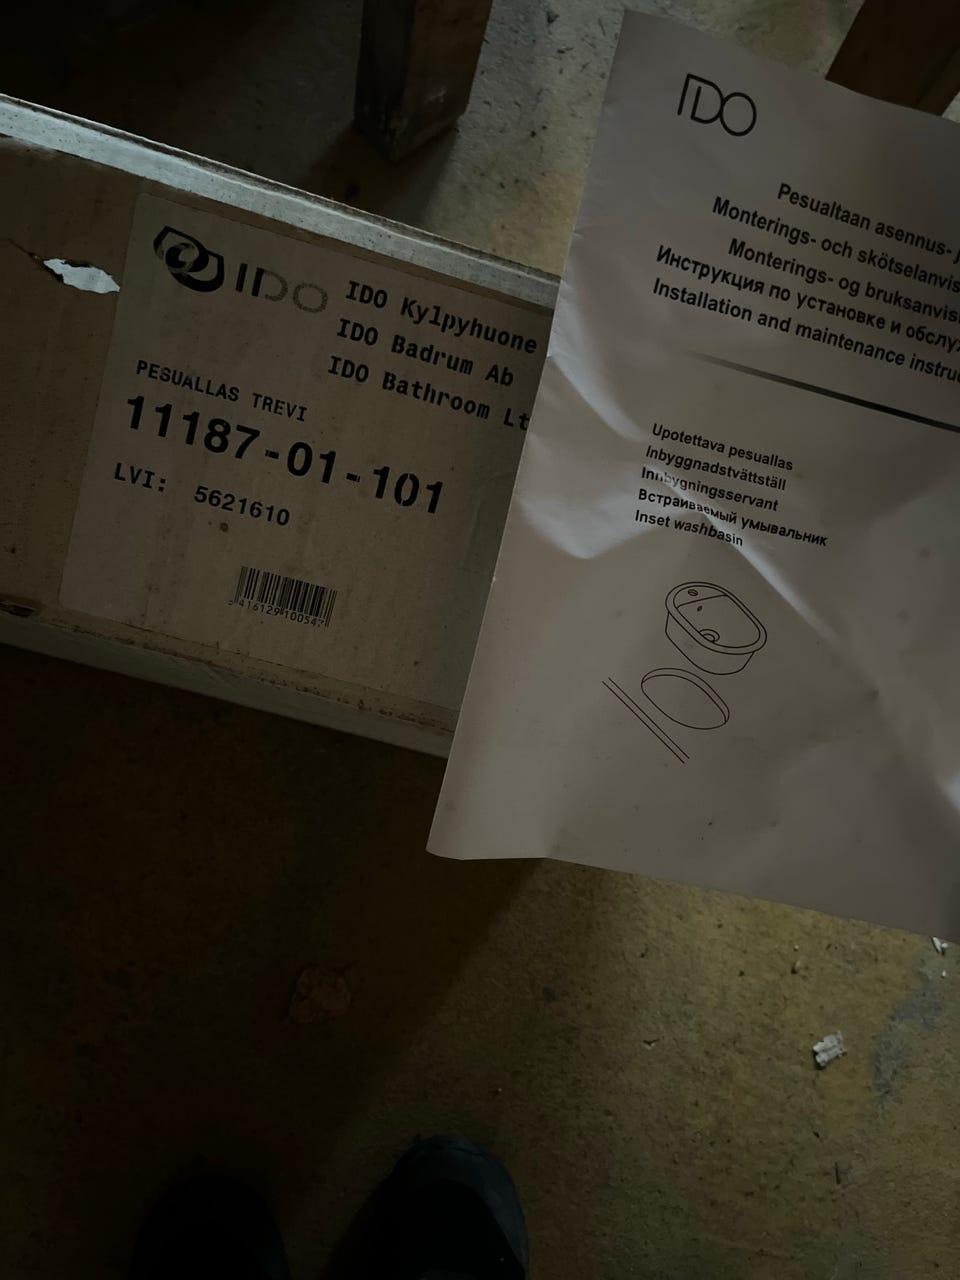 IDO
IDO Kylpyhuone
IDO Badrum Ab
IDO Bathroom
PESUALLAS TREVI
11187-01-101
LVI: 5621610
IDO
Pesualtaan asennus-
Monterings- och skötselanvis
Monterings- og bruksanvis
Инструкция по установке и обслу
Installation and maintenance instru
Upotettava pesuallas
Inbyggnadstvättställ
Innbygningsservant
Встраиваемый умывальник
Inset washbasin